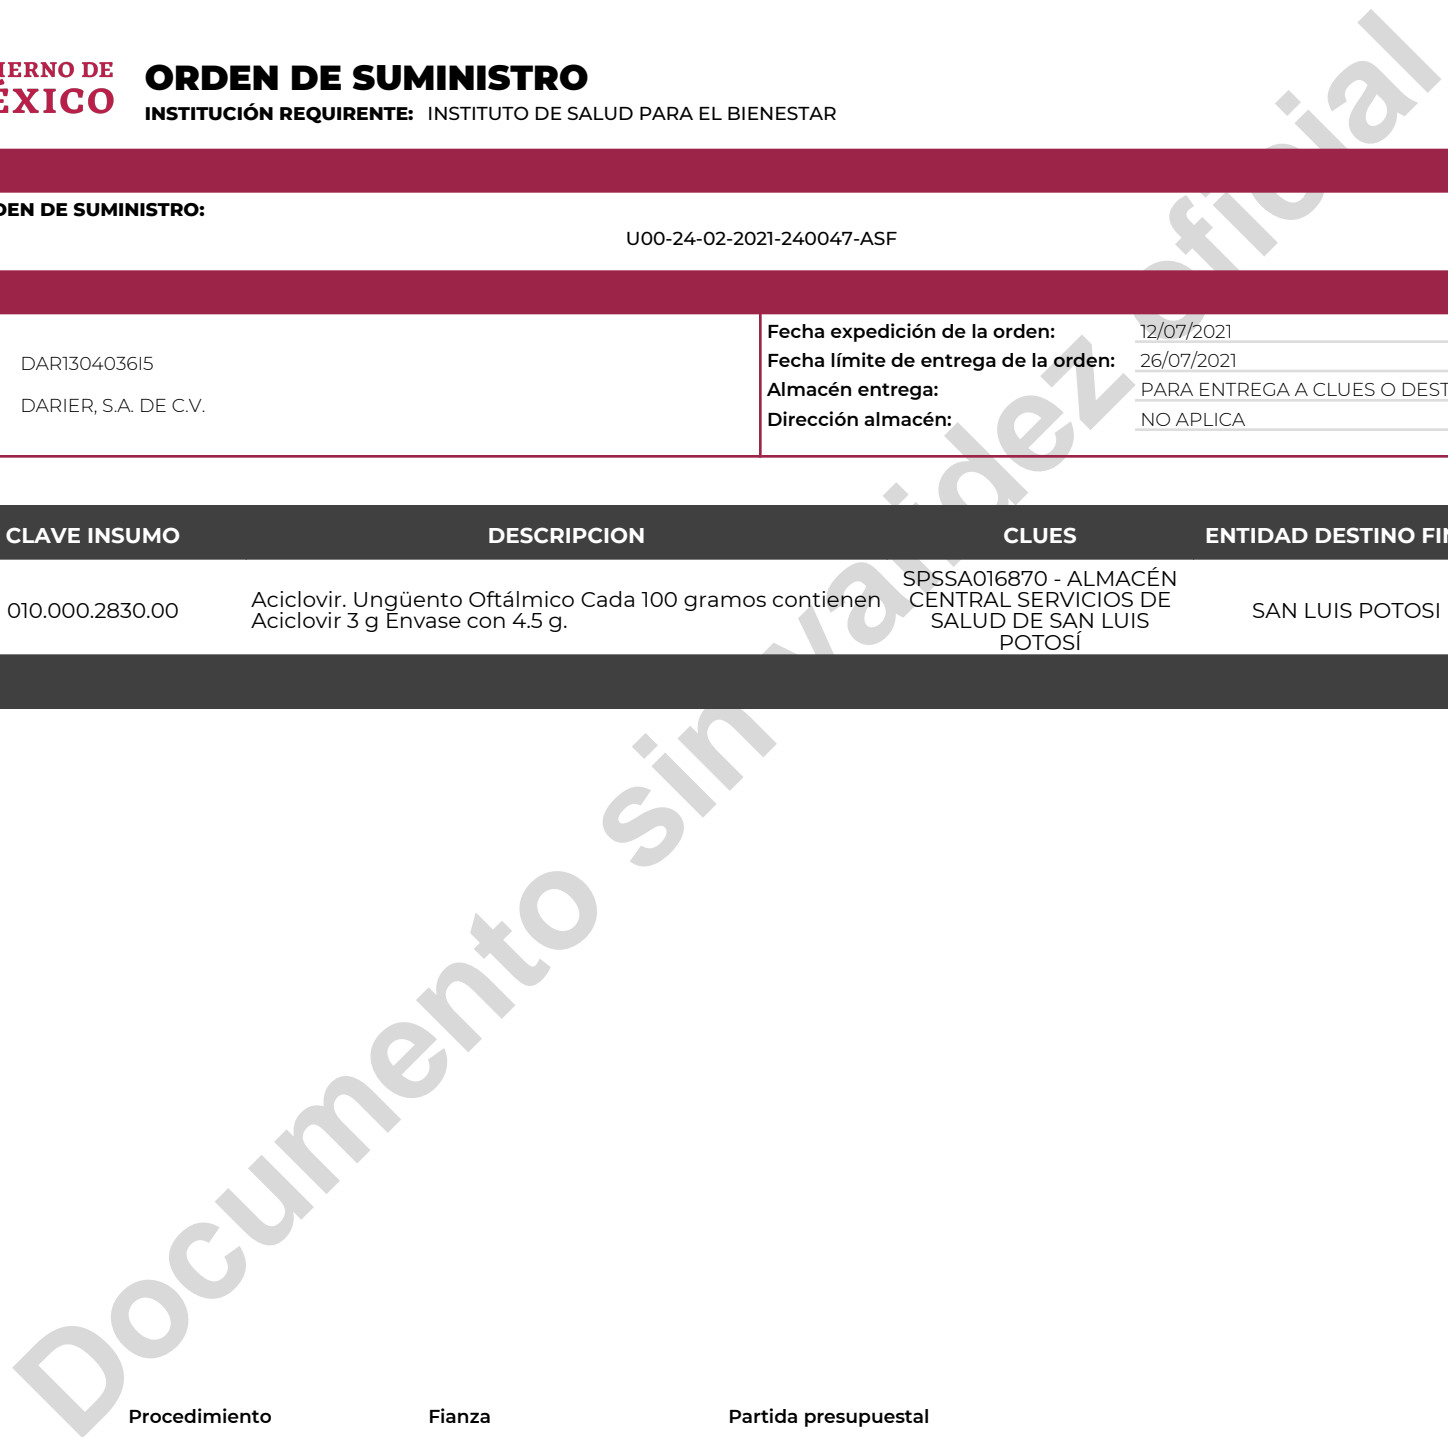 IERNO DE
ÉXICO
ORDEN DE SUMINISTRO
INSTITUCIÓN REQUIRENTE: INSTITUTO DE SALUD PARA EL BIENESTAR
DEN DE SUMINISTRO:
U00-24-02-2021-240047-ASF
DAR1304036I5
DARIER, S.A. DE C.V.
Fecha expedición de la orden: 12/07/2021
Fecha límite de entrega de la orden: 26/07/2021
Almacén entrega: PARA ENTREGA A CLUES O DEST
Dirección almacén: NO APLICA
CLAVE INSUMO DESCRIPCION CLUES ENTIDAD DESTINO FIN
010.000.2830.00
Aciclovir. Ungüento Oftálmico Cada 100 gramos contienen
Aciclovir 3 g Envase con 4.5 g.
SPSSA016870 - ALMACÉN
CENTRAL SERVICIOS DE
SALUD DE SAN LUIS
POTOSÍ
SAN LUIS POTOSI
Documento sin validez oficial
Procedimiento Fianza Partida presupuestal